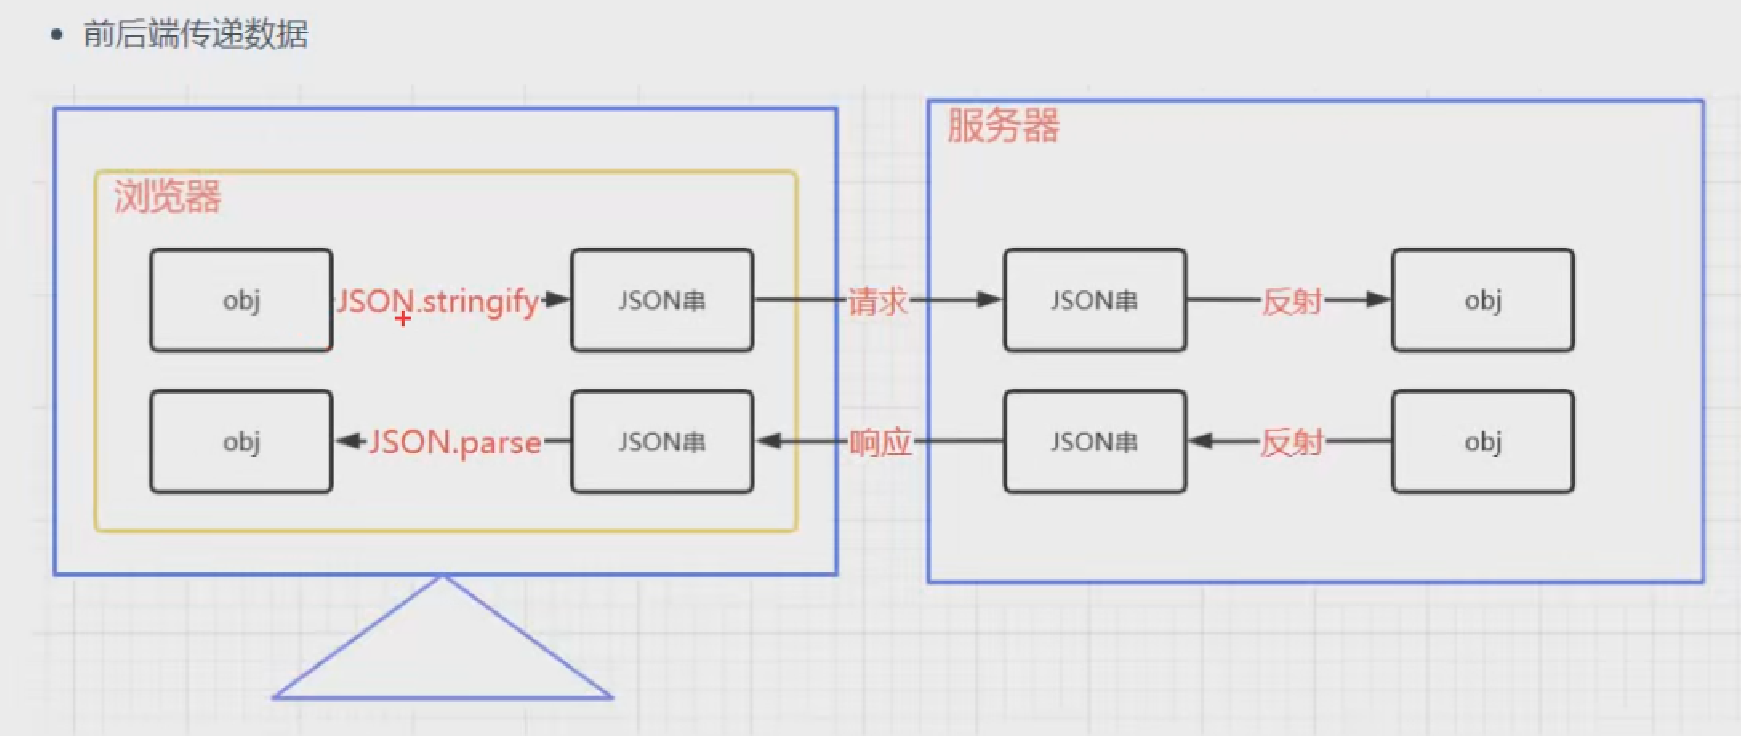 前后端传递数据
服务器
浏览器
obj JSON.stringify JSON串 请求 JSON串 反射 obj
obj JSON.parse JSON串 响应 JSON串 反射 obj